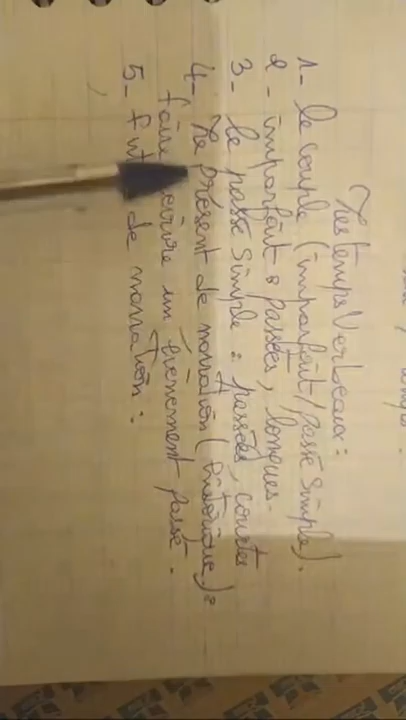 Les temps Verbeaux :
1- le couple (imparfait / passé simple).
2- imparfait : passées, longues.
3- le passé simple : passées, courtes
4- Le présent de narration (historique) :
faire revivre un événement passé.
5- fut de narration :